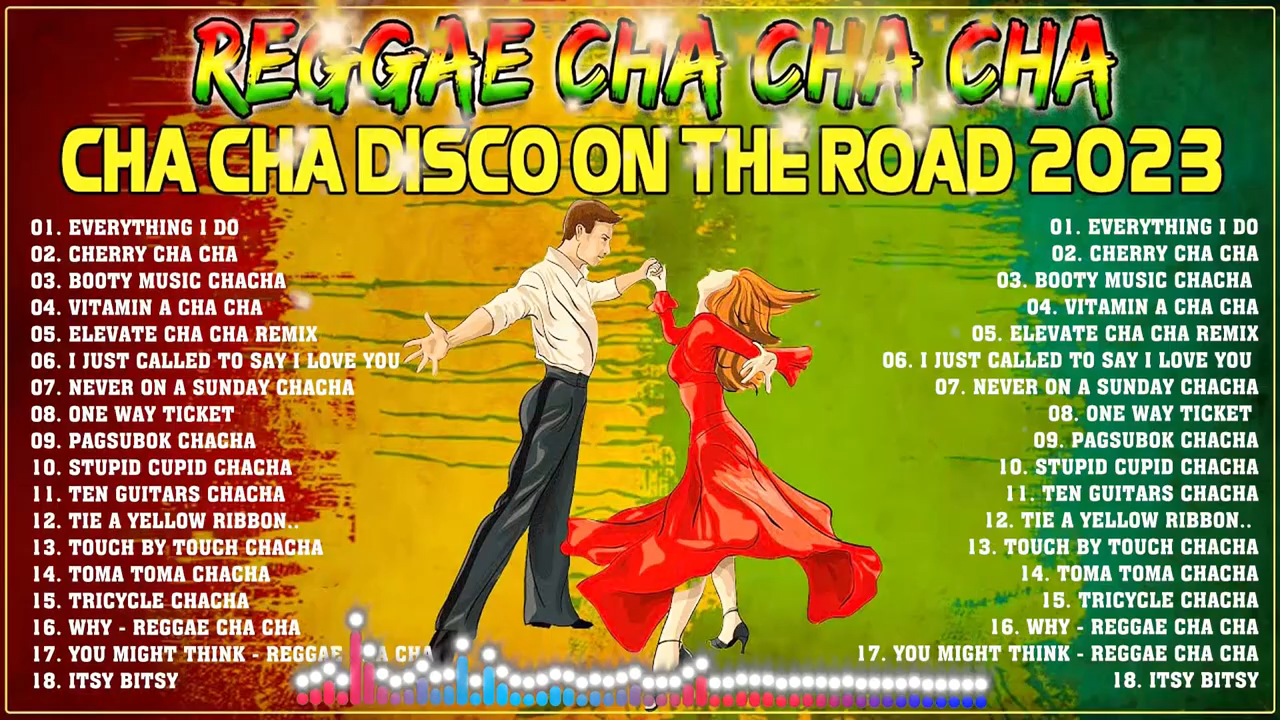 REGGAE CHA CHA CHA
CHA CHA DISCO ON THE ROAD 2023
01. EVERYTHING I DO
02. CHERRY CHA CHA
03. BOOTY MUSIC CHACHA
04. VITAMIN A CHA CHA
05. ELEVATE CHA CHA REMIX
06. I JUST CALLED TO SAY I LOVE YOU
07. NEVER ON A SUNDAY CHACHA
08. ONE WAY TICKET
09. PAGSUBOK CHACHA
10. STUPID CUPID CHACHA
11. TEN GUITARS CHACHA
12. TIE A YELLOW RIBBON..
13. TOUCH BY TOUCH CHACHA
14. TOMA TOMA CHACHA
15. TRICYCLE CHACHA
16. WHY - REGGAE CHA CHA
17. YOU MIGHT THINK - REGGAE CHA CHA
18. ITSY BITSY
01. EVERYTHING I DO
02. CHERRY CHA CHA
03. BOOTY MUSIC CHACHA
04. VITAMIN A CHA CHA
05. ELEVATE CHA CHA REMIX
06. I JUST CALLED TO SAY I LOVE YOU
07. NEVER ON A SUNDAY CHACHA
08. ONE WAY TICKET
09. PAGSUBOK CHACHA
10. STUPID CUPID CHACHA
11. TEN GUITARS CHACHA
12. TIE A YELLOW RIBBON..
13. TOUCH BY TOUCH CHACHA
14. TOMA TOMA CHACHA
15. TRICYCLE CHACHA
16. WHY - REGGAE CHA CHA
17. YOU MIGHT THINK - REGGAE CHA CHA
18. ITSY BITSY